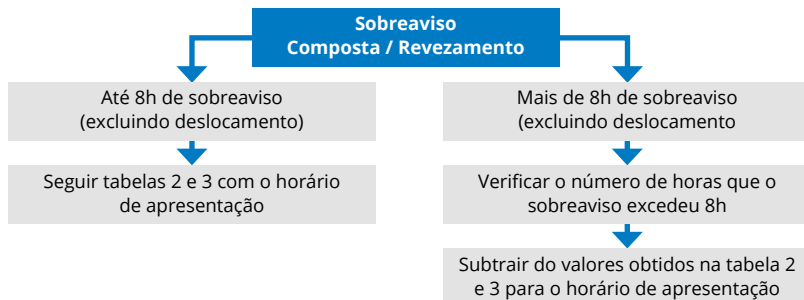 Sobreaviso
Composta / Revezamento
Até 8h de sobreaviso
(excluindo deslocamento)
Seguir tabelas 2 e 3 com o horário
de apresentação
Mais de 8h de sobreaviso
(excluindo deslocamento
Verificar o número de horas que o
sobreaviso excedeu 8h
Subtrair do valores obtidos na tabela 2
e 3 para o horário de apresentação